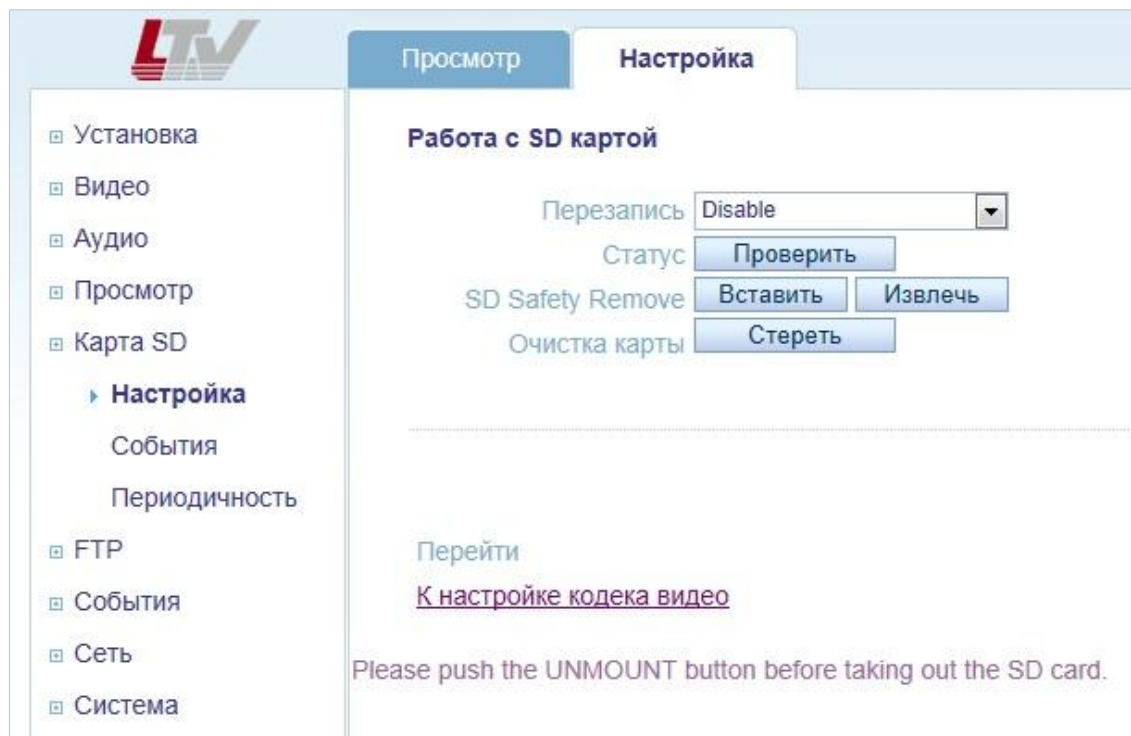 LTV
Просмотр
Настройка
Установка
Видео
Аудио
Просмотр
Карта SD
Настройка
События
Периодичность
FTP
События
Сеть
Система
Работа с SD картой
Перезапись Disable
Статус Проверить
SD Safety Remove Вставить Извлечь
Очистка карты Стереть
Перейти
К настройке кодека видео
Please push the UNMOUNT button before taking out the SD card.